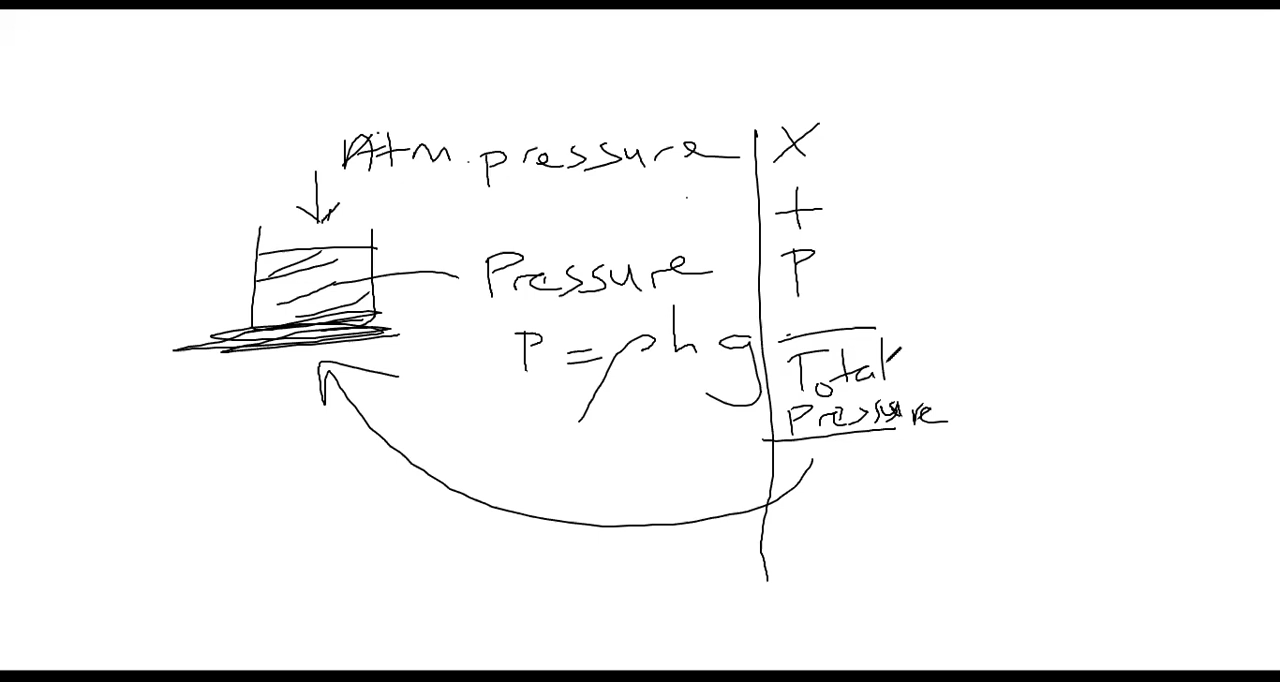 Atm. pressure
Pressure
P = ρhg
X
+
P
Total
Pressure